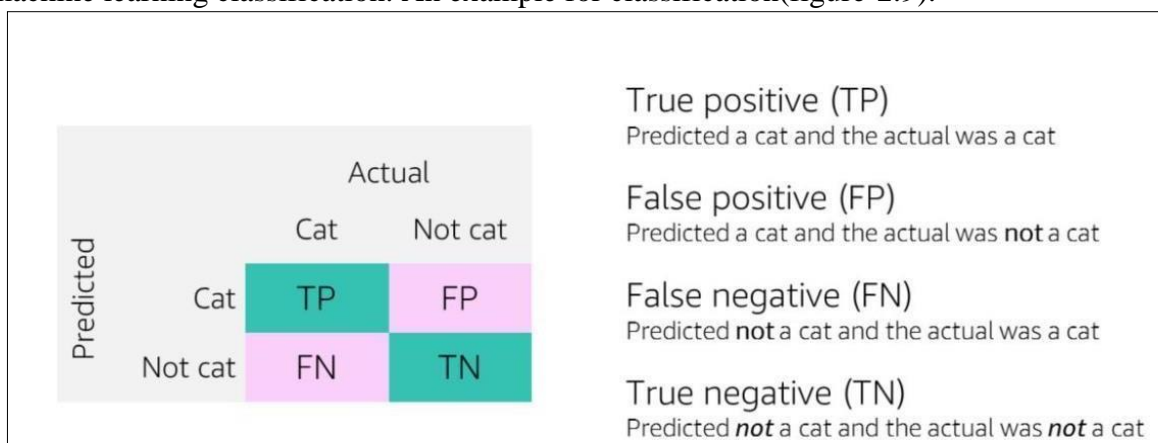 machine learning classification. An example for classification(figure 2.9):
Actual
Cat Not cat
Predicted
Cat TP FP
Not cat FN TN
True positive (TP)
Predicted a cat and the actual was a cat
False positive (FP)
Predicted a cat and the actual was not a cat
False negative (FN)
Predicted not a cat and the actual was a cat
True negative (TN)
Predicted not a cat and the actual was not a cat